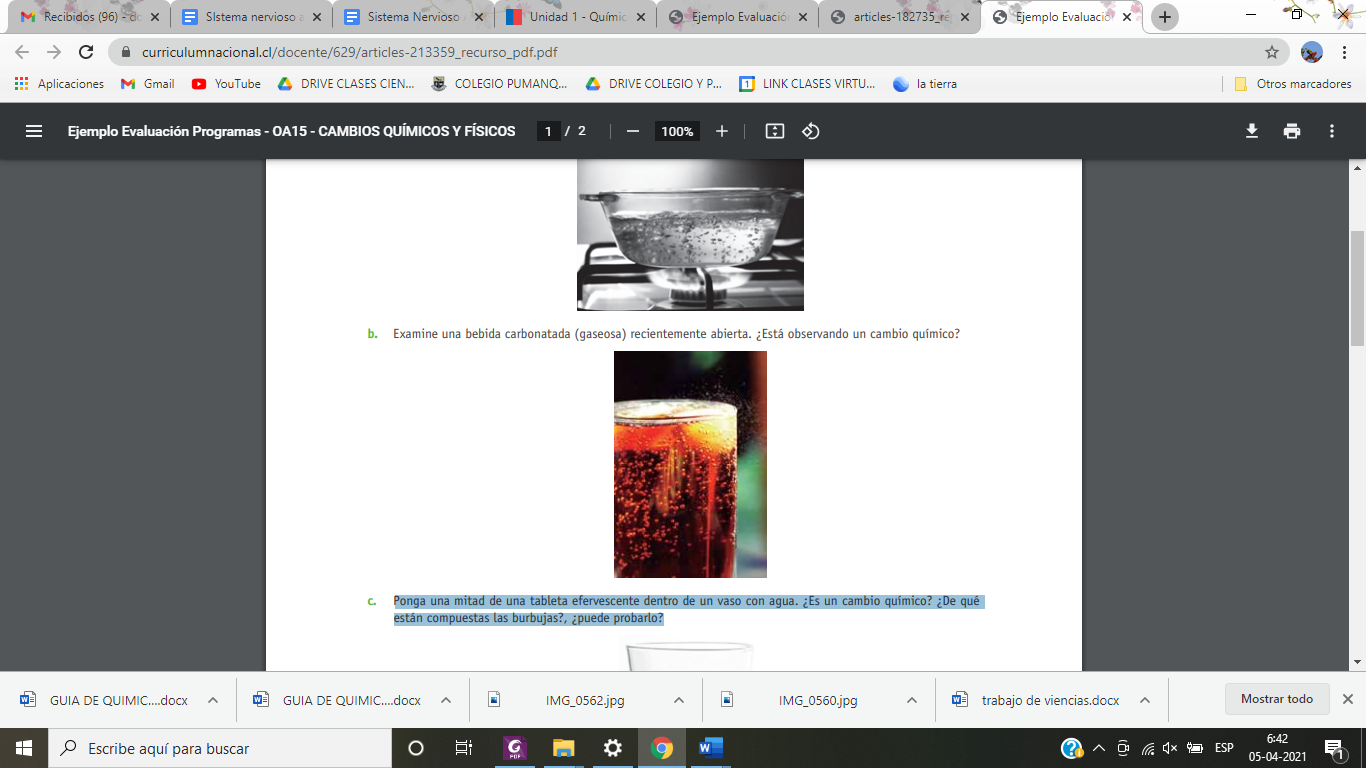 Recibidos (96) - d
SIstema nervioso a
Sistema Nervioso
Unidad 1 - Químic
Ejemplo Evaluación
articles-182735_re
Ejemplo Evaluació
curriculumnacional.cl/docente/629/articles-213359_recurso_pdf.pdf
Aplicaciones
Gmail
YouTube
DRIVE CLASES CIEN...
COLEGIO PUMANQ...
DRIVE COLEGIO Y P...
LINK CLASES VIRTU...
la tierra
Otros marcadores
Ejemplo Evaluación Programas - OA15 - CAMBIOS QUÍMICOS Y FÍSICOS
1 / 2
100%
b. Examine una bebida carbonatada (gaseosa) recientemente abierta. ¿Está observando un cambio químico?
c. Ponga una mitad de una tableta efervescente dentro de un vaso con agua. ¿Es un cambio químico? ¿De qué
están compuestas las burbujas?, ¿puede probarlo?
GUIA DE QUIMIC....docx
GUIA DE QUIMIC....docx
IMG_0562.jpg
IMG_0560.jpg
trabajo de viencias.docx
Mostrar todo
Escribe aquí para buscar
ESP
6:42
05-04-2021